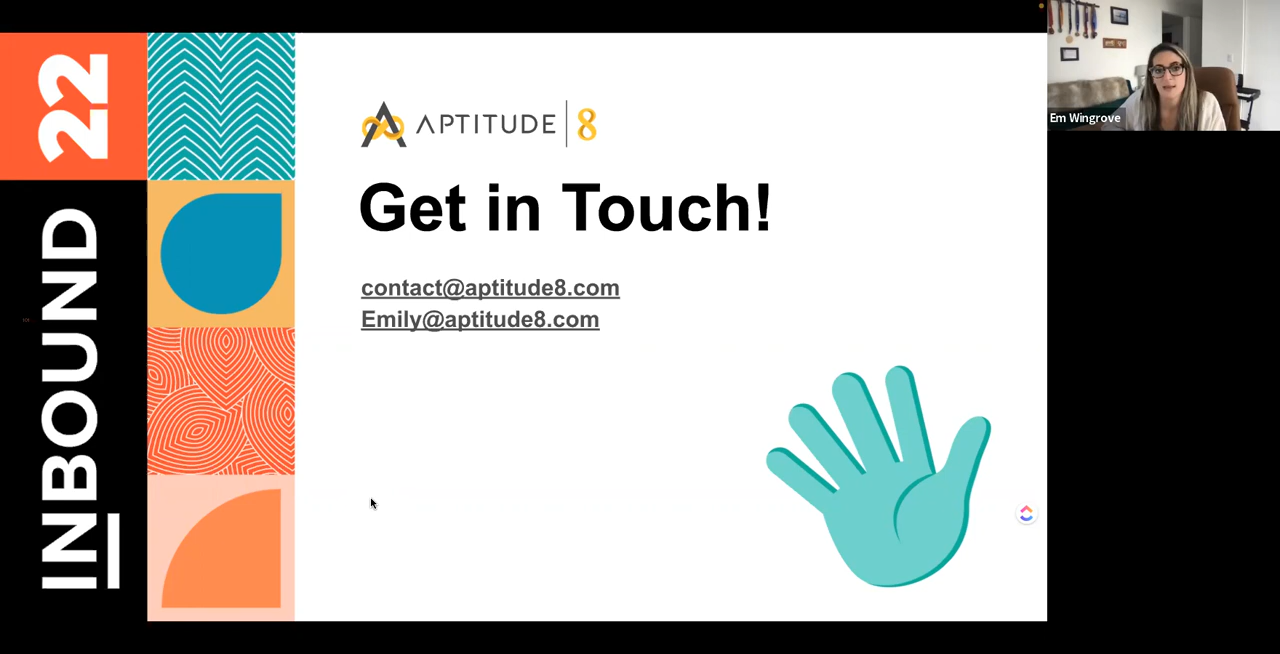 INBOUND 22
APTITUDE 8
Get in Touch!
contact@aptitude8.com
Emily@aptitude8.com
Em Wingrove